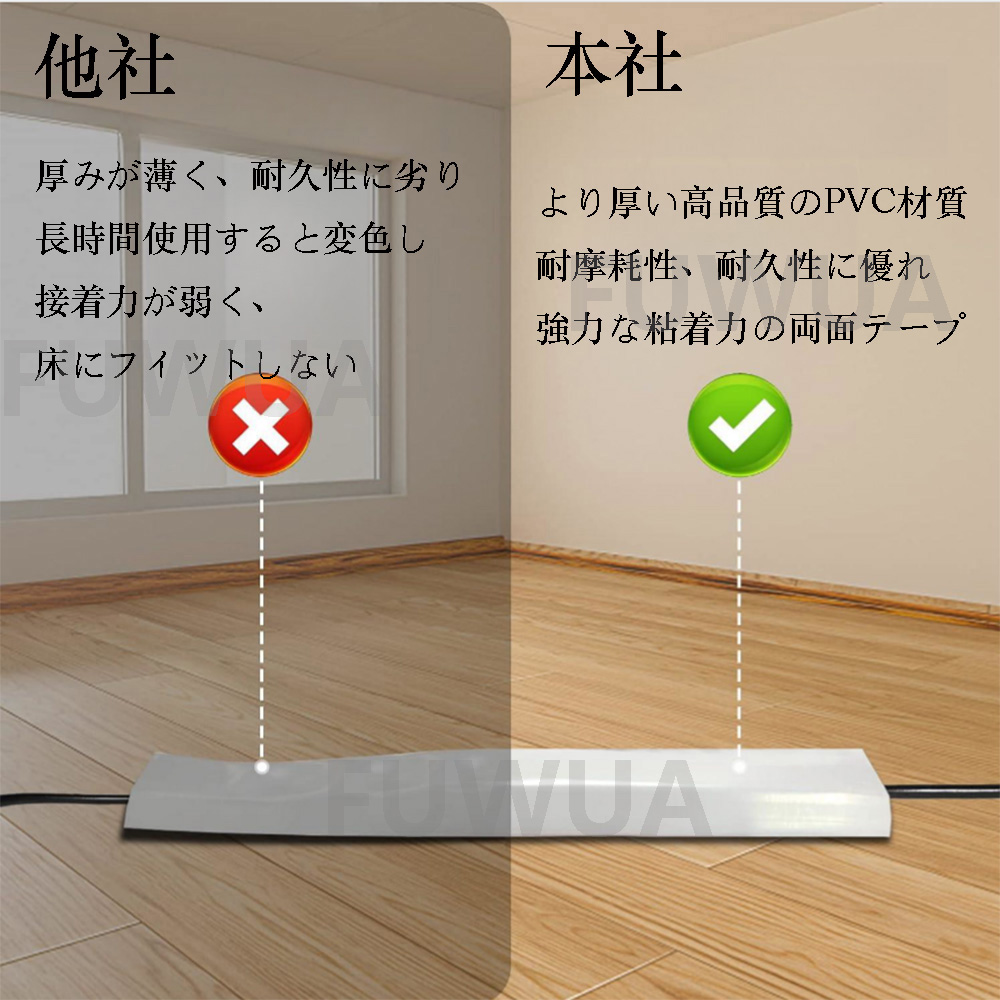 他社
厚みが薄く、耐久性に劣り
長時間使用すると変色し
接着力が弱く、
床にフィットしない
本社
より厚い高品質のPVC材質
耐摩耗性、耐久性に優れ
強力な粘着力の両面テープ
FUWUA
FUWUA
FUWUA